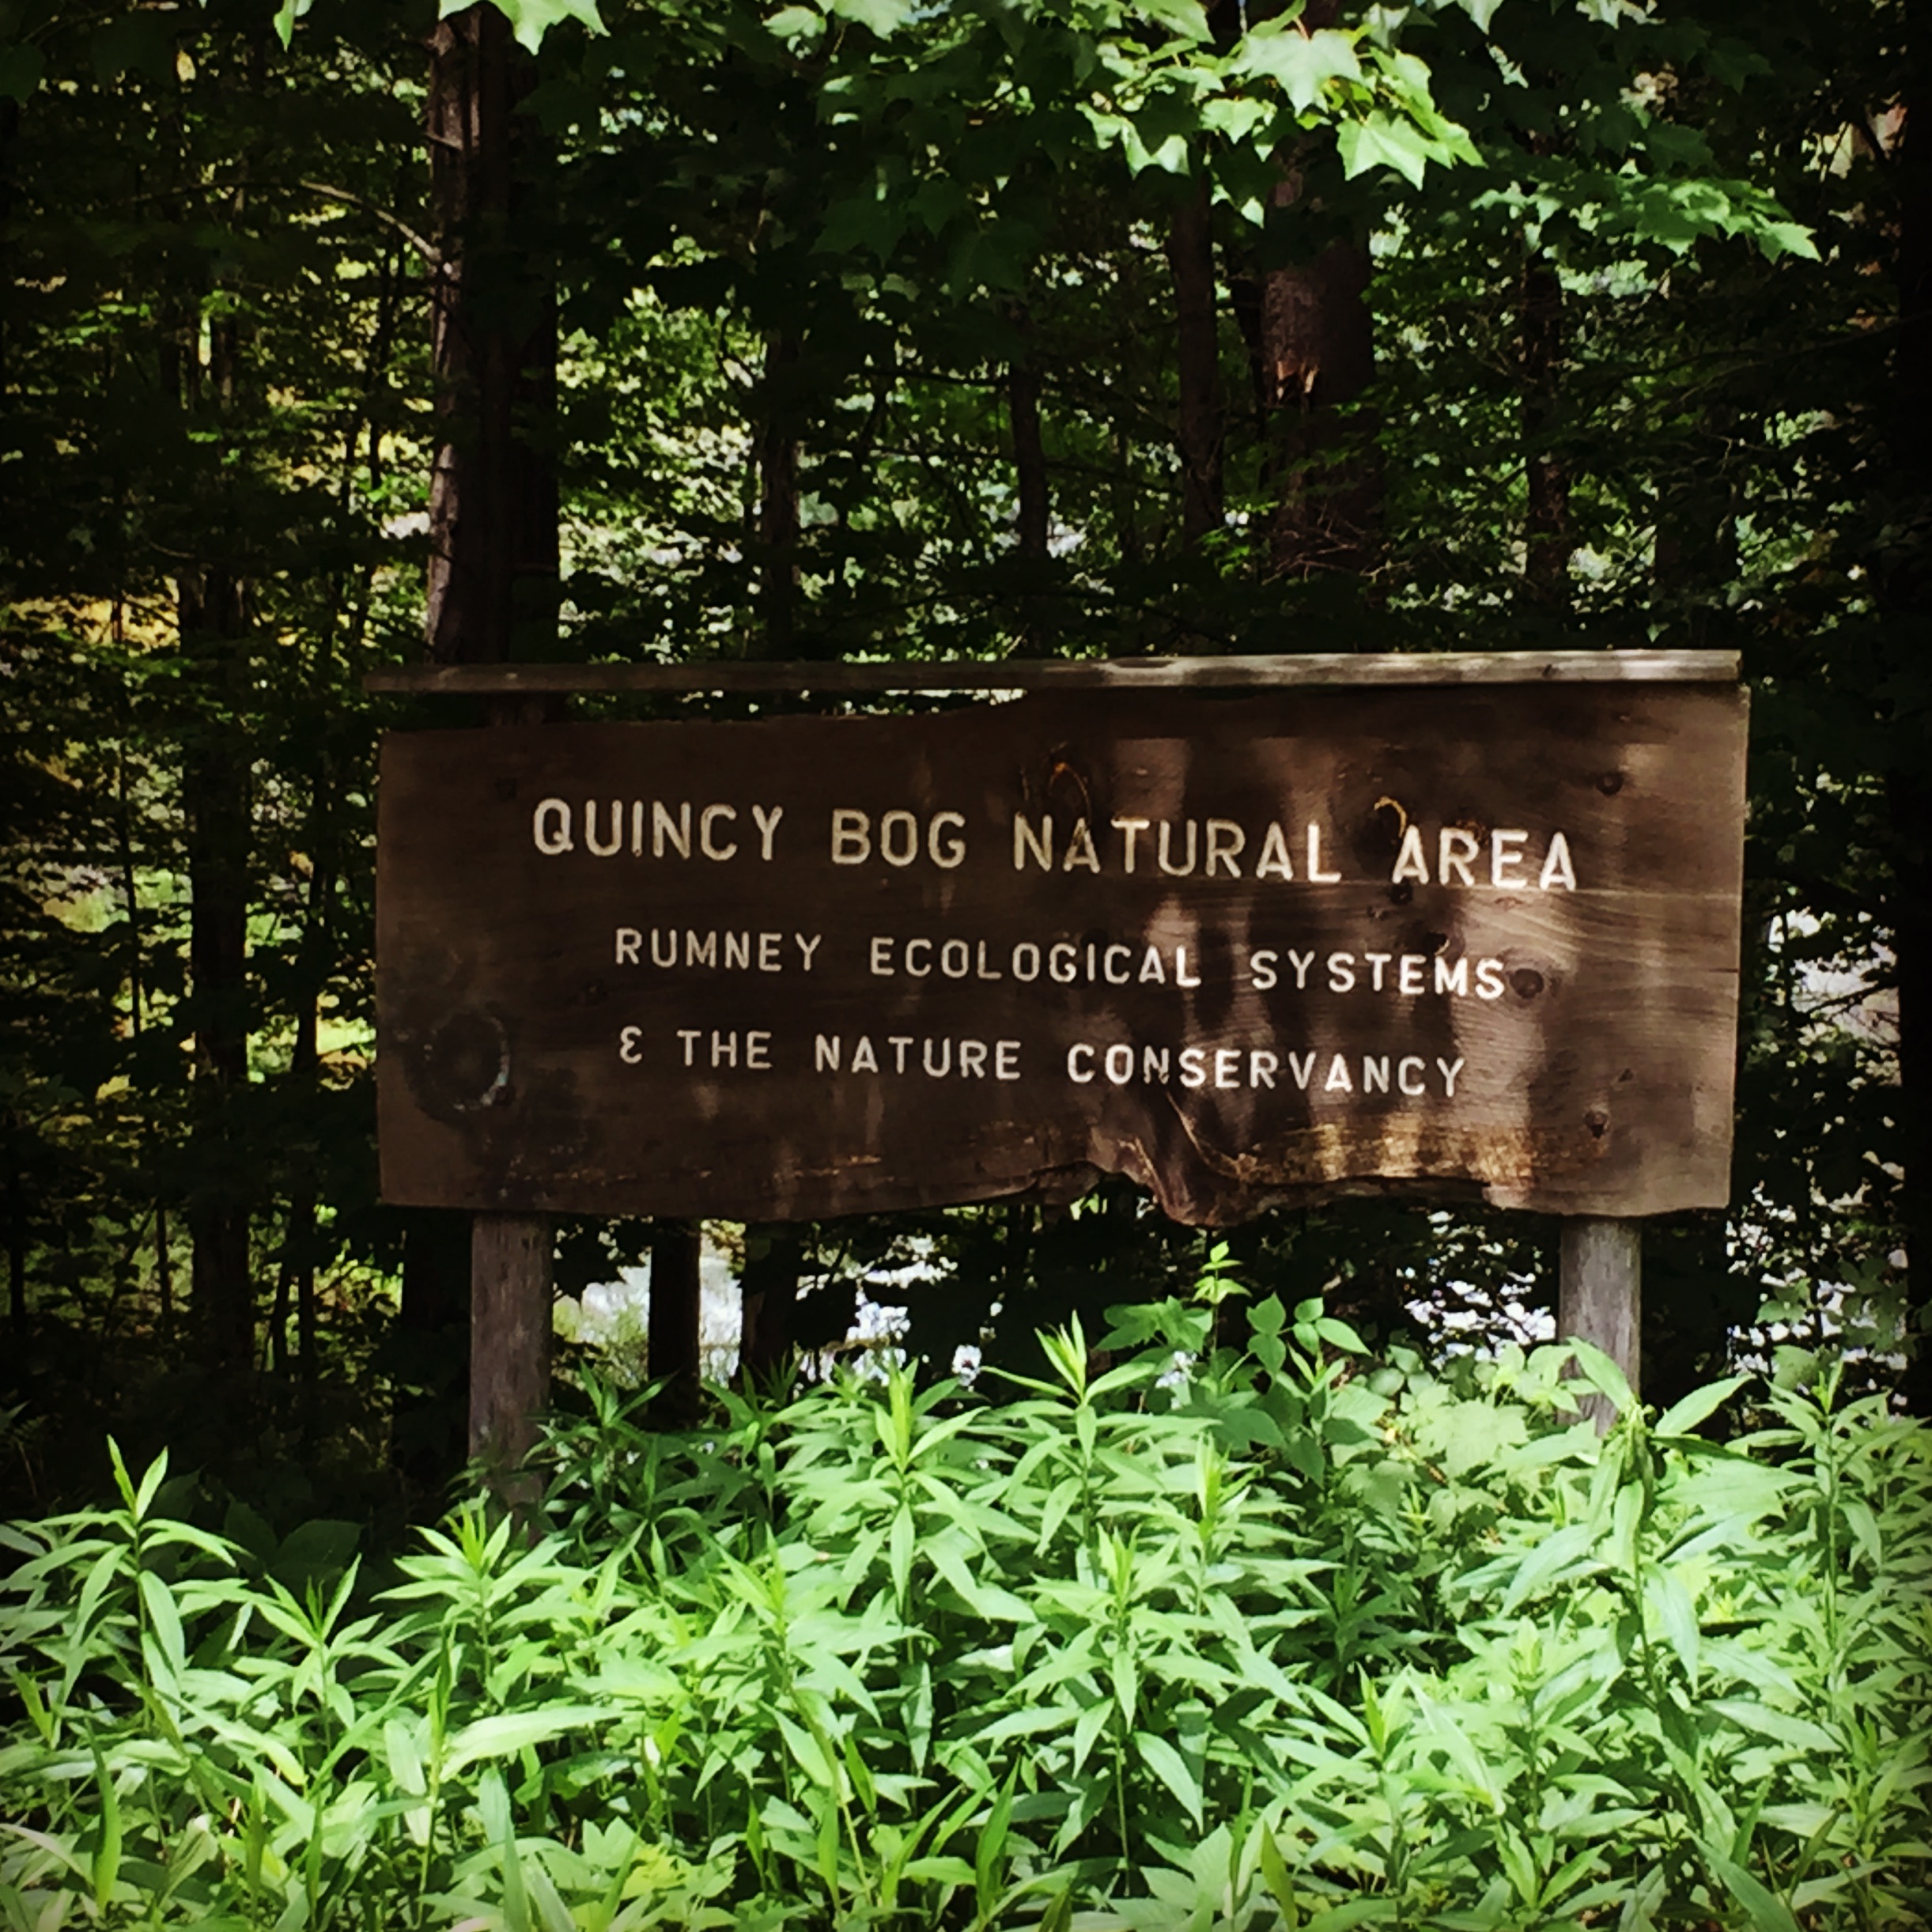 QUINCY BOG NATURAL AREA
RUMNEY ECOLOGICAL SYSTEMS
& THE NATURE CONSERVANCY